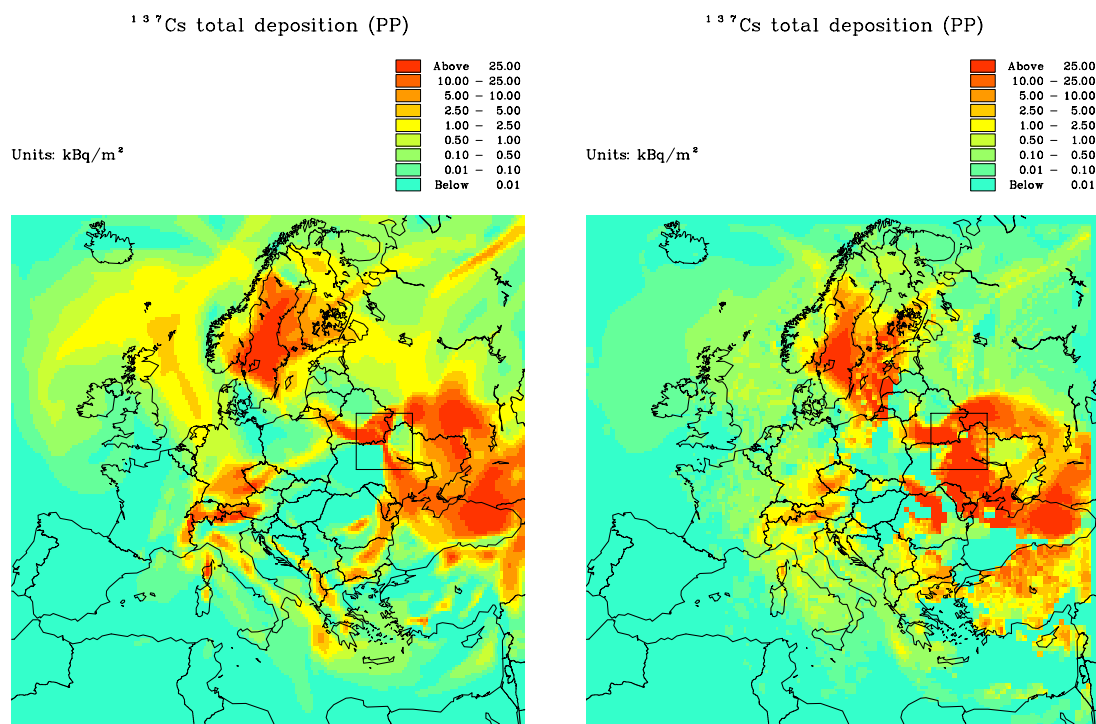 ¹³⁷Cs total deposition (PP)
Above 25.00
10.00 – 25.00
5.00 – 10.00
2.50 – 5.00
1.00 – 2.50
0.50 – 1.00
0.10 – 0.50
0.01 – 0.10
Below 0.01
Units: kBq/m²
¹³⁷Cs total deposition (PP)
Above 25.00
10.00 – 25.00
5.00 – 10.00
2.50 – 5.00
1.00 – 2.50
0.50 – 1.00
0.10 – 0.50
0.01 – 0.10
Below 0.01
Units: kBq/m²